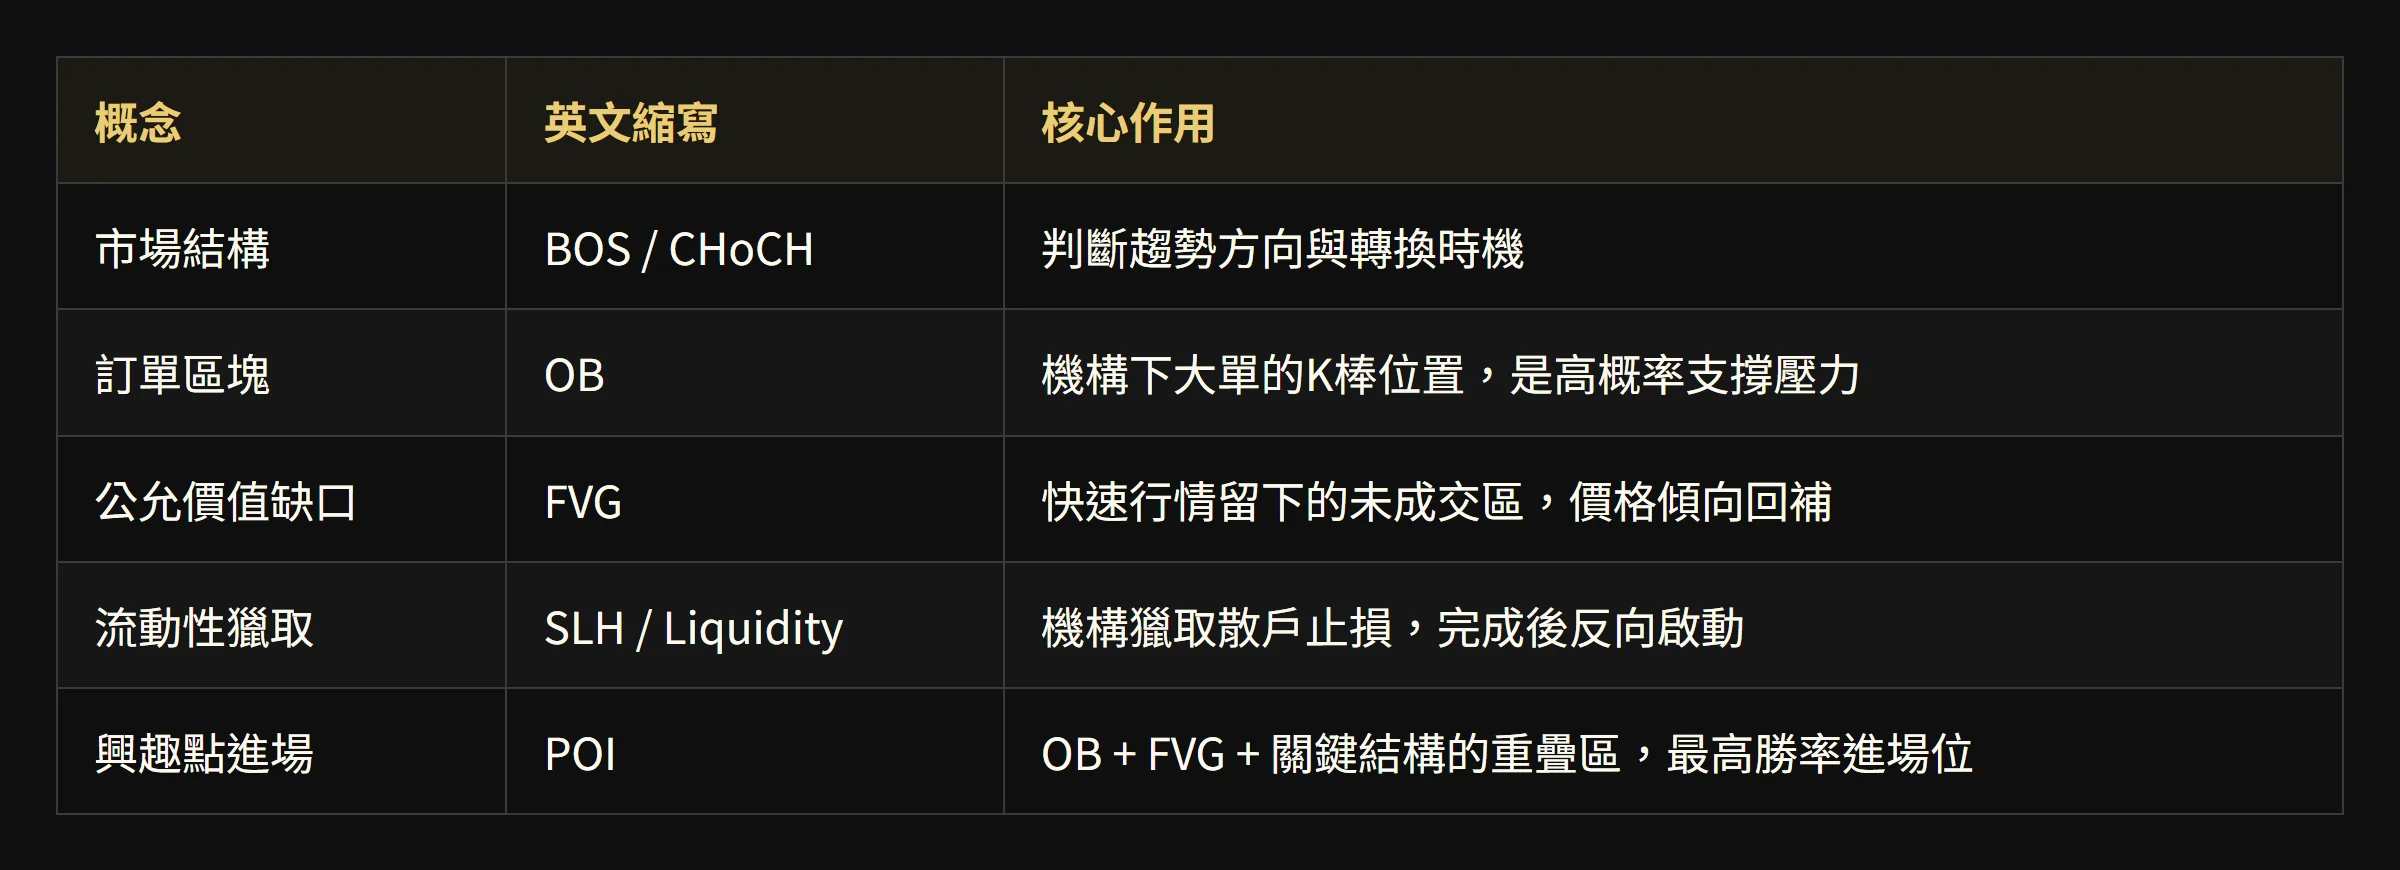 概念 英文縮寫 核心作用
市場結構 BOS / CHoCH 判斷趨勢方向與轉換時機
訂單區塊 OB 機構下大單的K棒位置，是高概率支撐壓力
公允價值缺口 FVG 快速行情留下的未成交區，價格傾向回補
流動性獵取 SLH / Liquidity 機構獵取散戶止損，完成後反向啟動
興趣點進場 POI OB + FVG + 關鍵結構的重疊區，最高勝率進場位